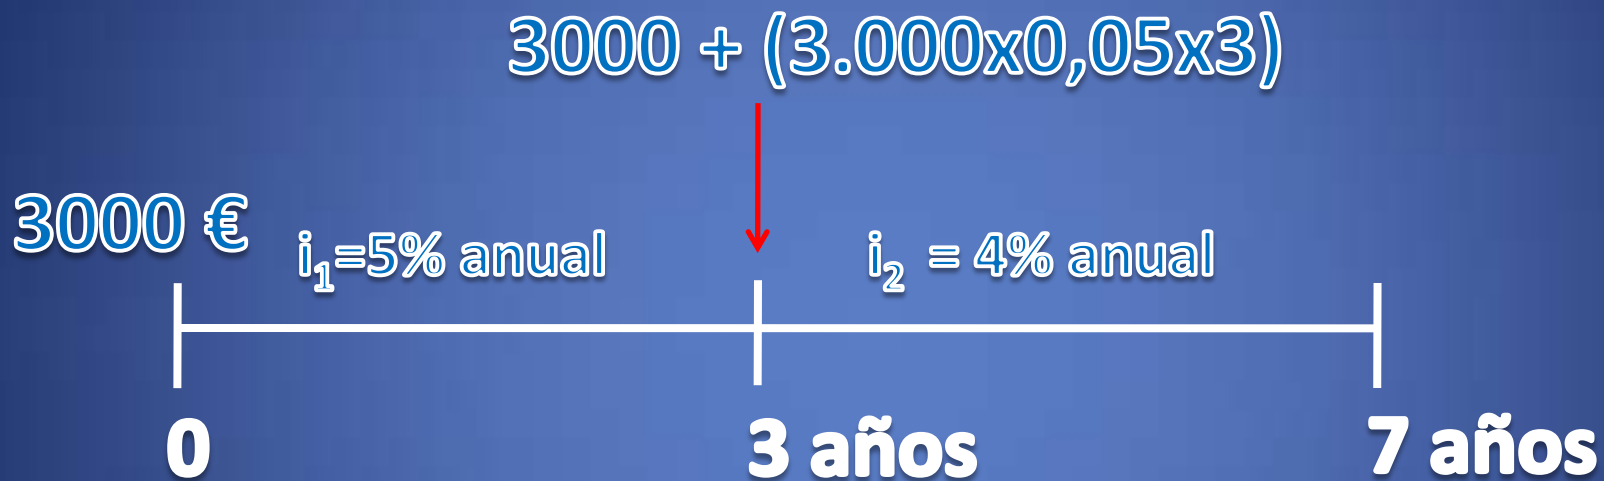 3000 + (3.000x0,05x3)
3000 €
i₁=5% anual
i₂ = 4% anual
0
3 años
7 años